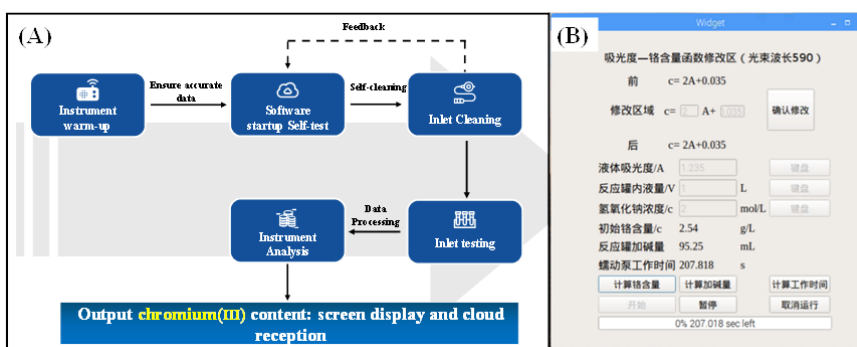 (A)
Feedback
Instrument
warm-up
Ensure accurate
data
Software
startup Self-test
Self-cleaning
Inlet Cleaning
Instrument
Analysis
Data
Processing
Inlet testing
Output chromium(III) content: screen display and cloud
reception
(B)
Widget
吸光度—铬含量函数修改区（光束波长590）
前 c= 2A+0.035
修改区域 c= 2 A+ 0.035 确认修改
后 c= 2A+0.035
液体吸光度/A 1.235 键盘
反应罐内液量/V 1 L 键盘
氢氧化钠浓度/c 2 mol/L 键盘
初始铬含量/c 2.54 g/L
反应罐加碱量 95.25 mL
蠕动泵工作时间 207.818 s
计算铬含量 计算加碱量 计算工作时间
开始 暂停 取消运行
0% 207.018 sec left